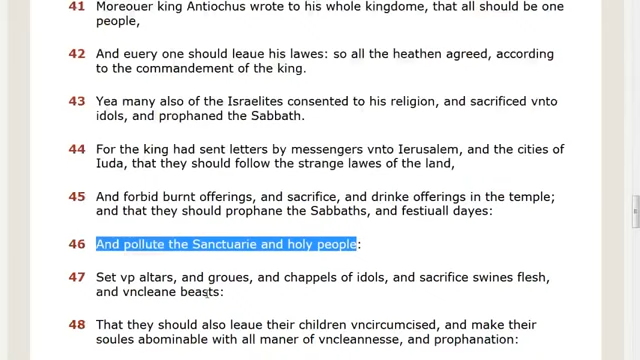 41 Moreouer king Antiochus wrote to his whole kingdome, that all should be one
people,
42 And euery one should leaue his lawes: so all the heathen agreed, according
to the commandement of the king.
43 Yea many also of the Israelites consented to his religion, and sacrificed vnto
idols, and prophaned the Sabbath.
44 For the king had sent letters by messengers vnto Ierusalem, and the cities of
Iuda, that they should follow the strange lawes of the land,
45 And forbid burnt offerings, and sacrifice, and drinke offerings in the temple;
and that they should prophane the Sabbaths, and festiuall dayes:
46 And pollute the Sanctuarie and holy people:
47 Set vp altars, and groues, and chappels of idols, and sacrifice swines flesh,
and vncleane beasts:
48 That they should also leaue their children vncircumcised, and make their
soules abominable with all maner of vncleannesse, and prophanation: